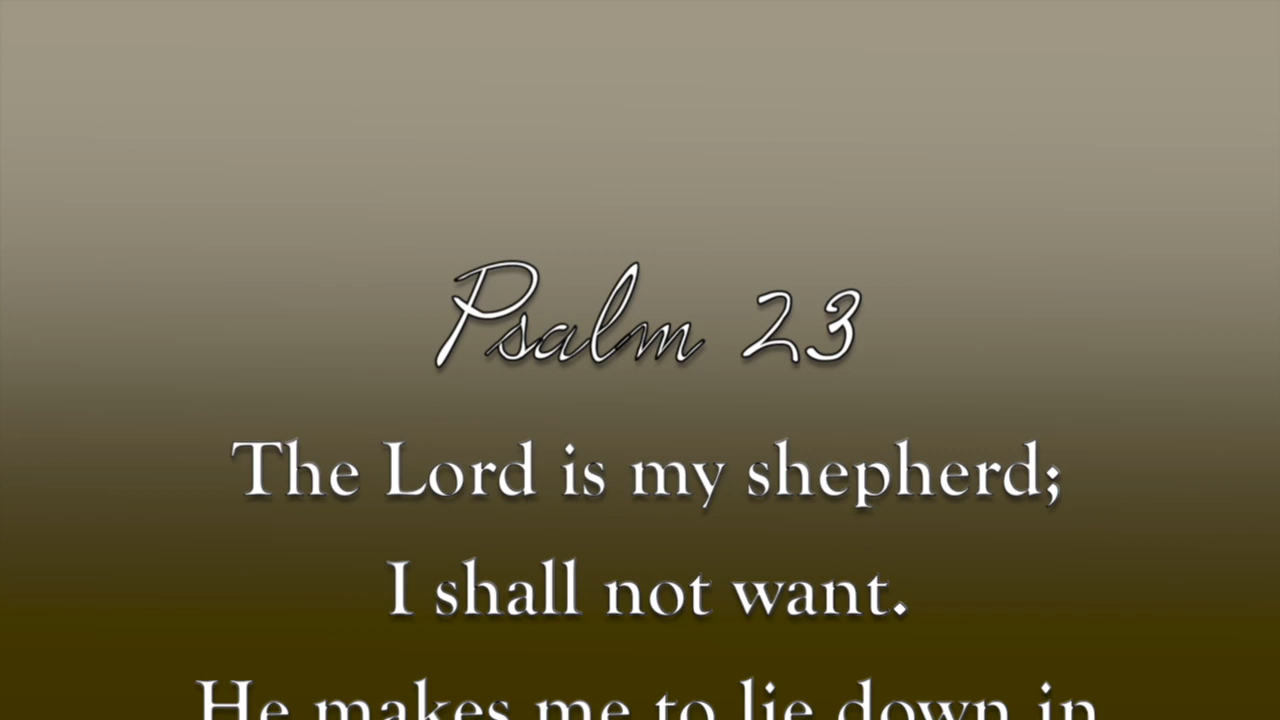 Psalm 23
The Lord is my shepherd;
I shall not want.
He makes me to lie down in